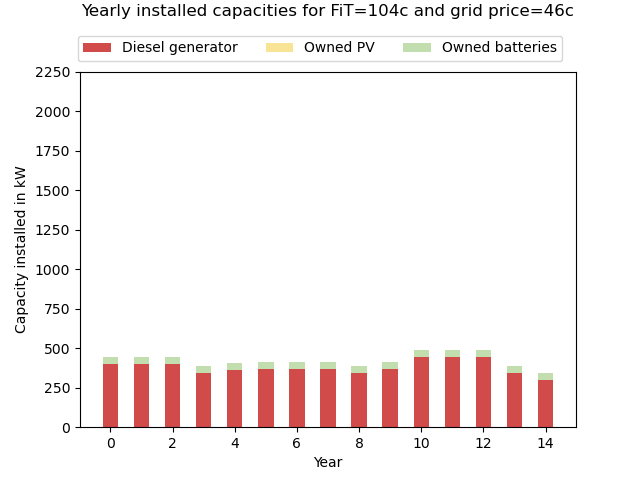 Yearly installed capacities for FiT=104c and grid price=46c
Diesel generator Owned PV Owned batteries
2250
2000
1750
1500
1250
1000
750
500
250
0
Capacity installed in kW
0 2 4 6 8 10 12 14
Year